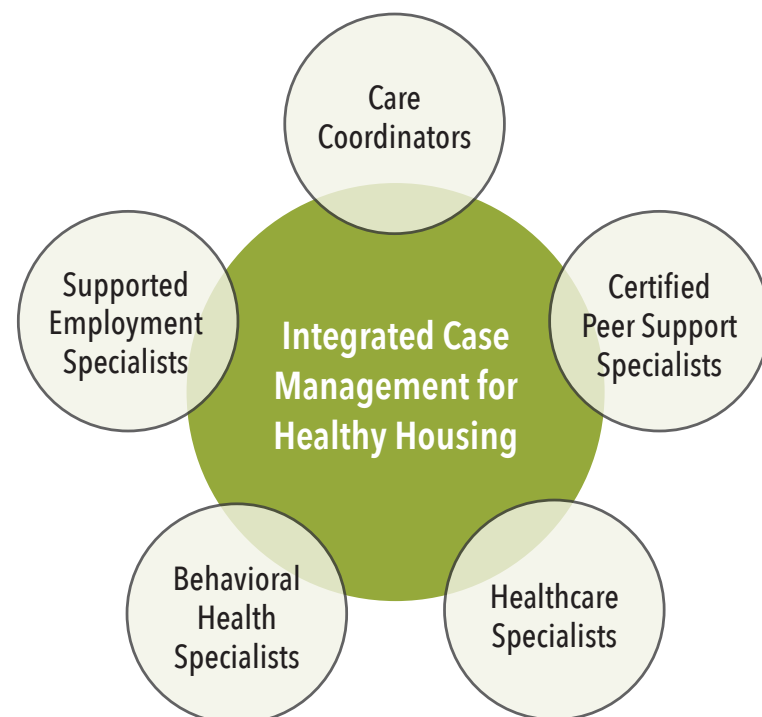 Care
Coordinators
Supported
Employment
Specialists
Integrated Case
Management for
Healthy Housing
Certified
Peer Support
Specialists
Behavioral
Health
Specialists
Healthcare
Specialists